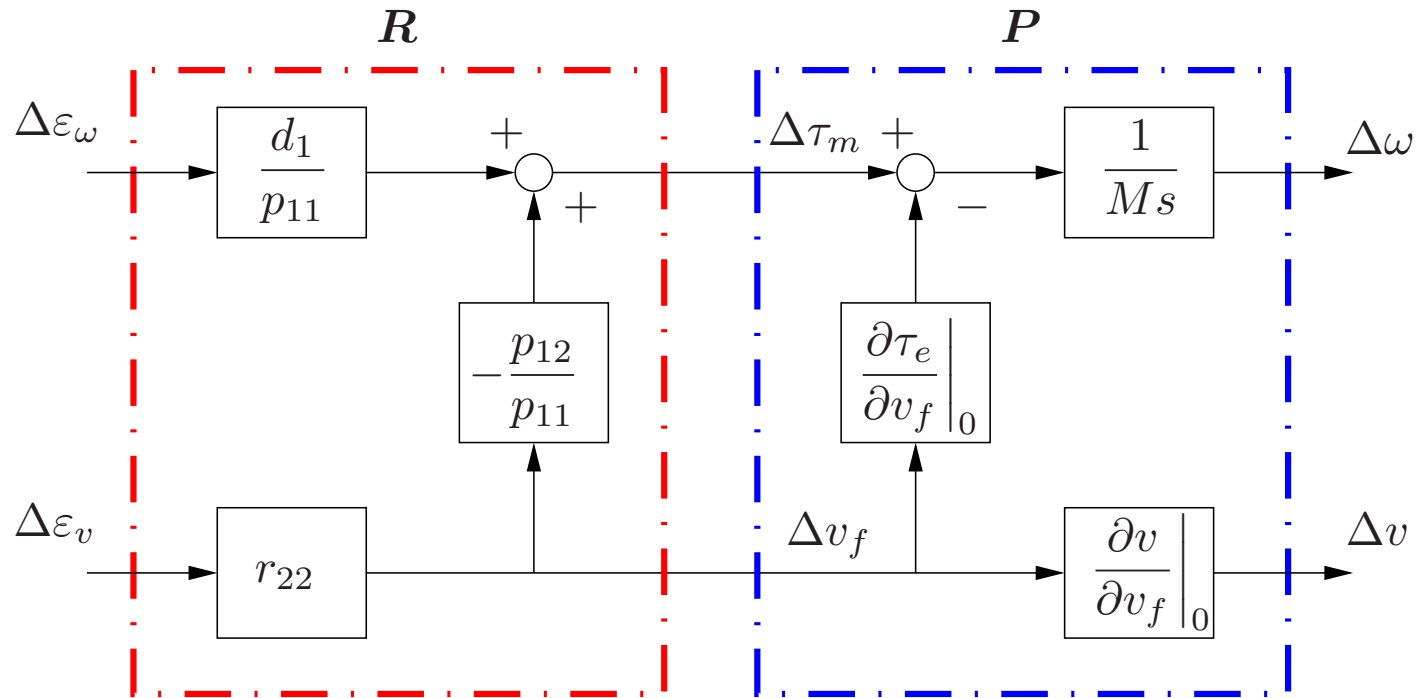 R P
Δε_ω
d_1
p_11
+
+
Δτ_m
+
−
1
Ms
Δω
−p_12
p_11
∂τ_e
∂v_f |_0
Δε_v
r_22
Δv_f
∂v
∂v_f |_0
Δv